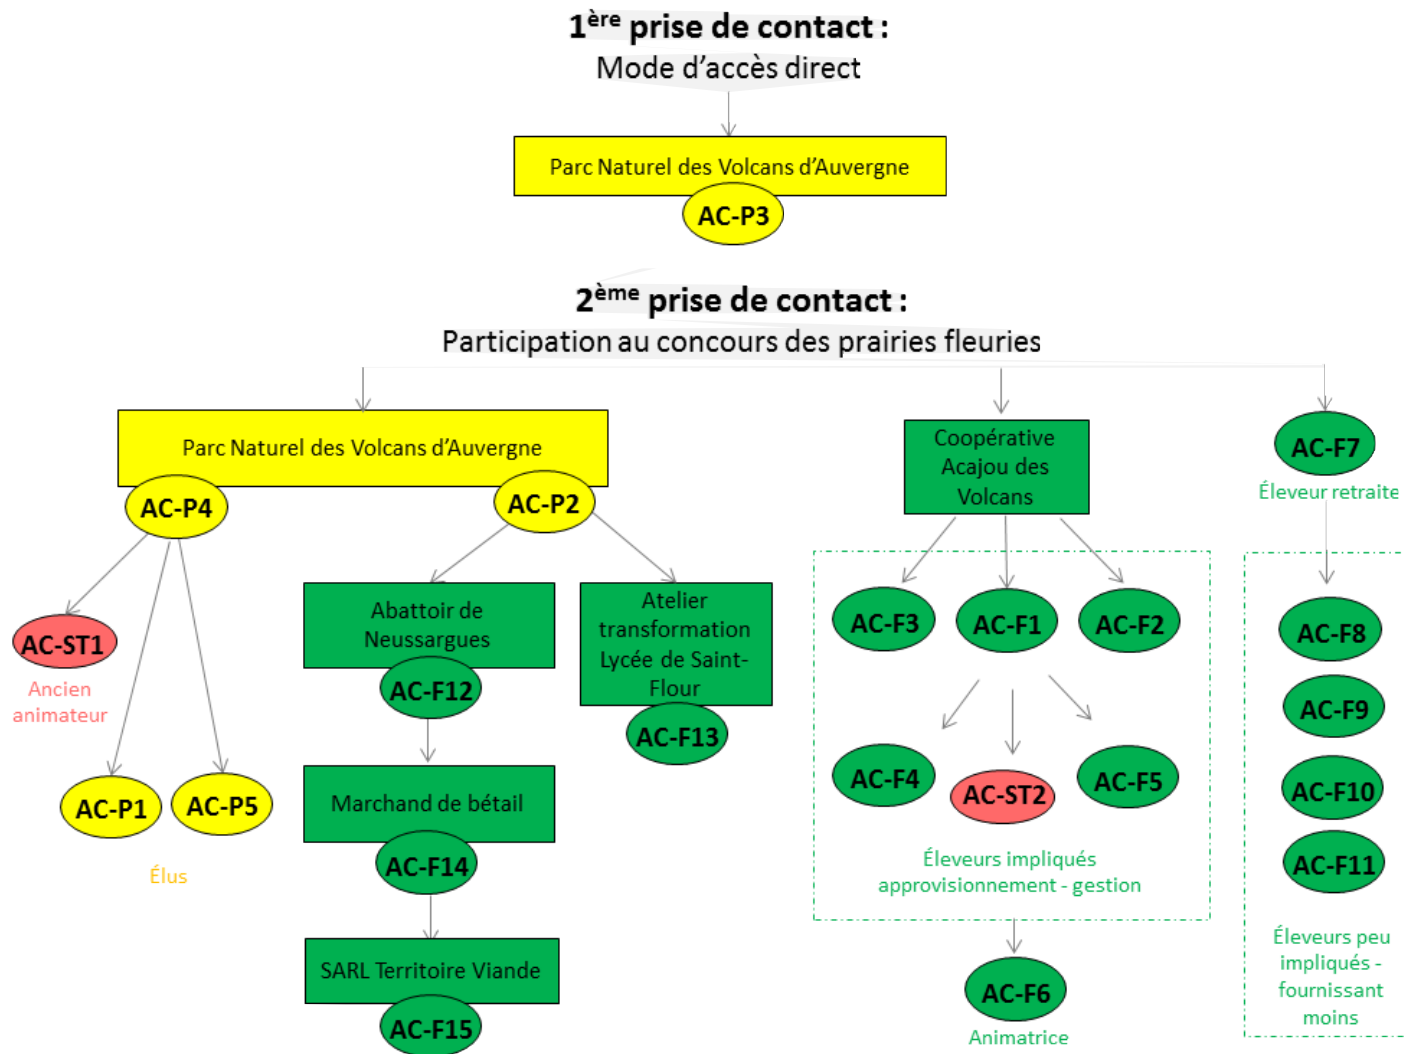 1ère prise de contact :
Mode d'accès direct
Parc Naturel des Volcans d'Auvergne
AC-P3
2ème prise de contact :
Participation au concours des prairies fleuries
Parc Naturel des Volcans d'Auvergne
AC-P4
AC-P2
AC-ST1
Ancien
animateur
AC-P1
AC-P5
Élus
Abattoir de
Neussargues
AC-F12
Marchand de bétail
AC-F14
SARL Territoire Viande
AC-F15
Atelier
transformation
Lycée de Saint-
Flour
AC-F13
Coopérative
Acajou des
Volcans
AC-F3
AC-F1
AC-F2
AC-F4
AC-ST2
AC-F5
Éleveurs impliqués
approvisionnement - gestion
AC-F6
Animatrice
AC-F7
Éleveur retraite
AC-F8
AC-F9
AC-F10
AC-F11
Éleveurs peu
impliqués -
fournissant
moins